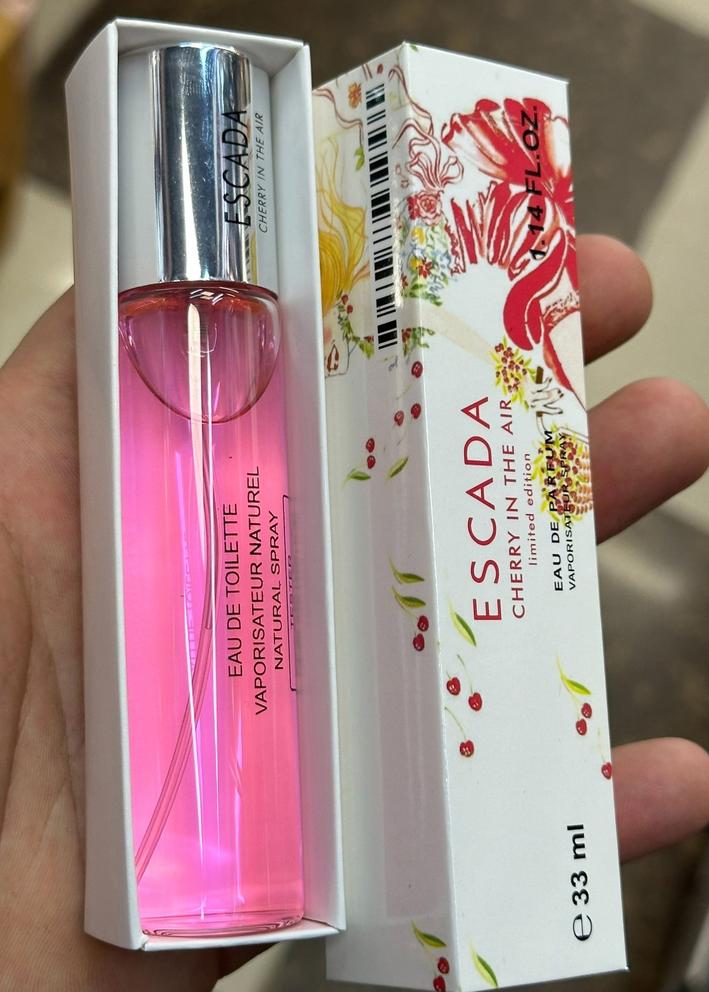 ESCADA
CHERRY IN THE AIR
EAU DE TOILETTE
VAPORISATEUR NATUREL
NATURAL SPRAY
TESTER
1.14 FL.OZ.
ESCADA
CHERRY IN THE AIR
limited edition
EAU DE PARFUM
VAPORISATEUR SPRAY
e 33 ml